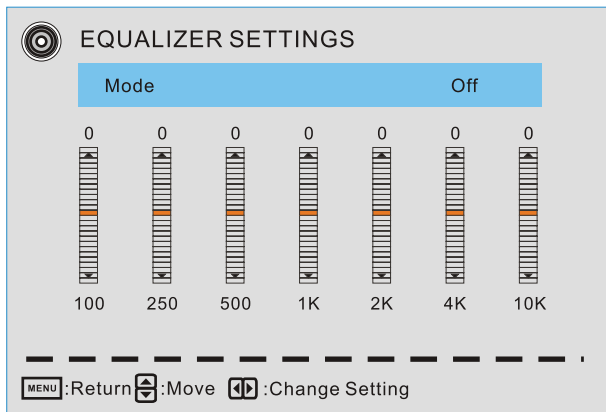 EQUALIZER SETTINGS
Mode Off
0 0 0 0 0 0 0
100 250 500 1K 2K 4K 10K
MENU :Return :Move :Change Setting